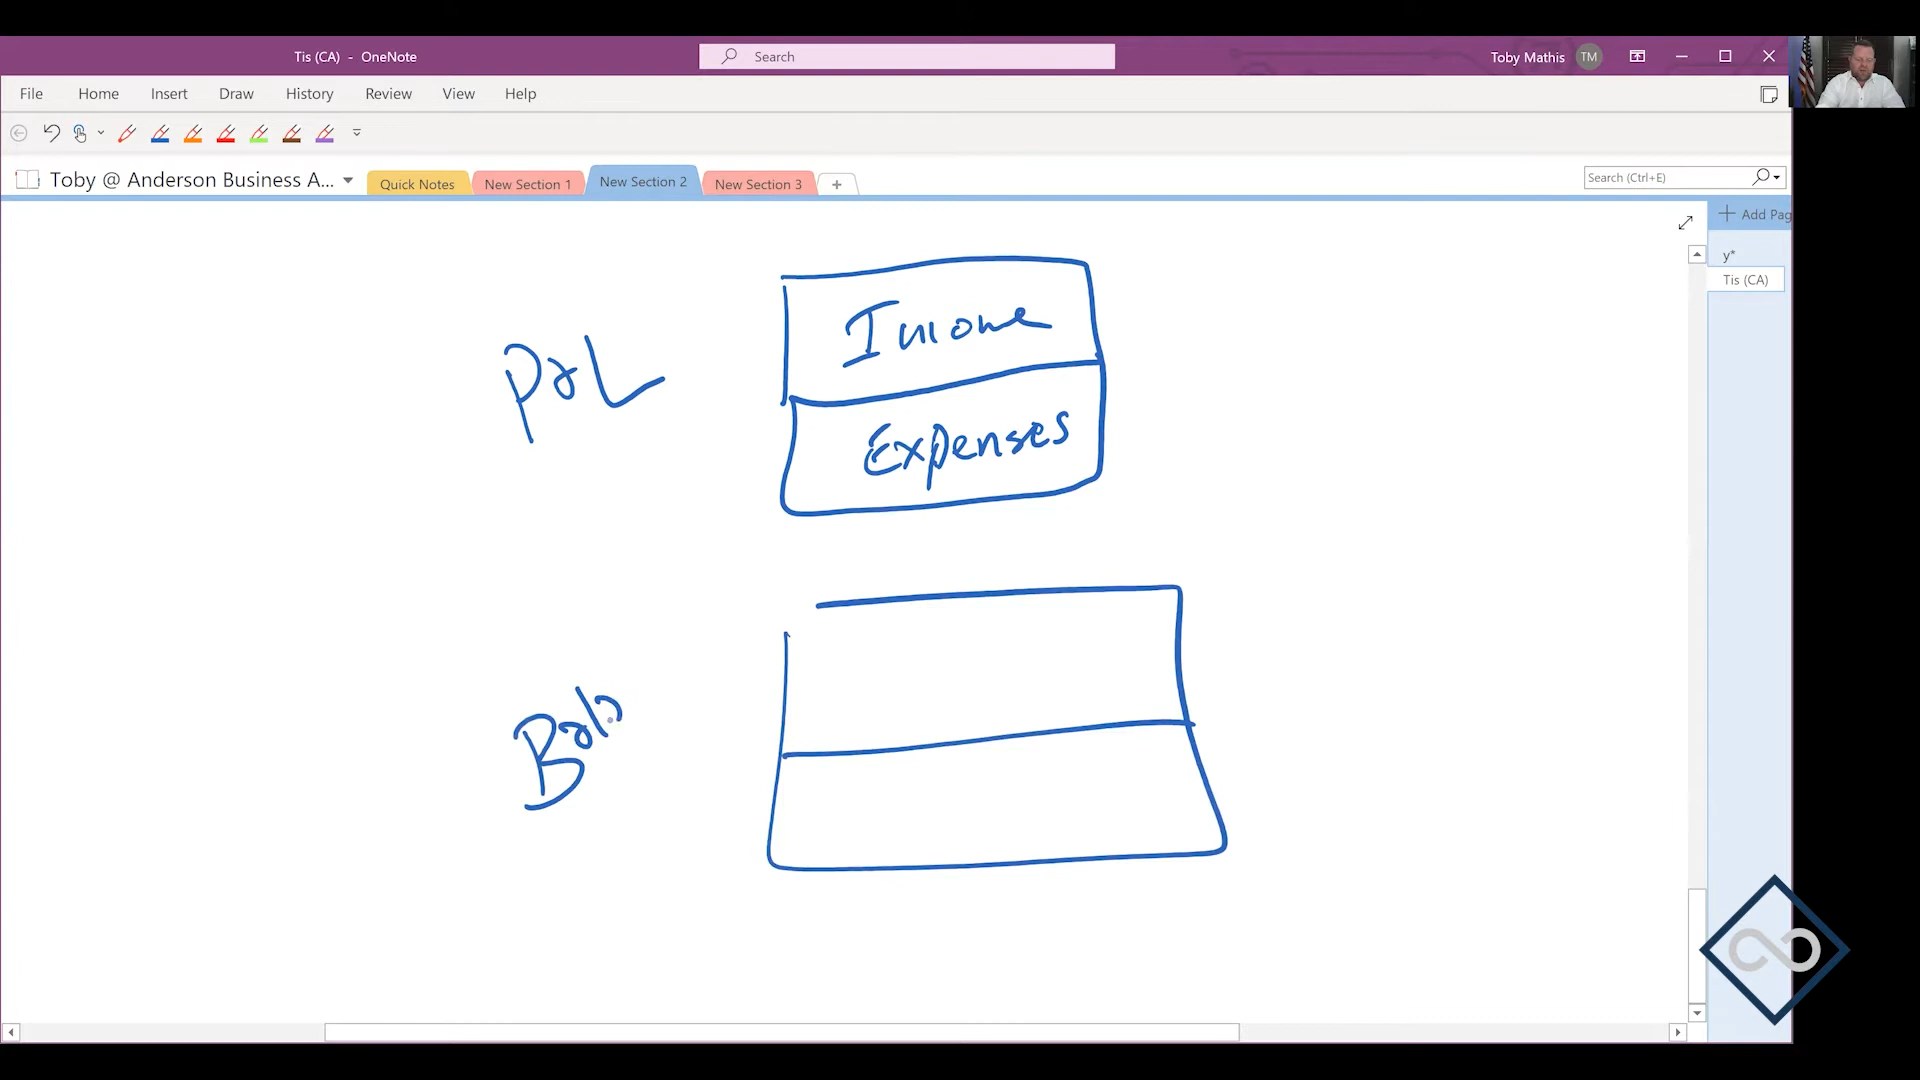 Tis (CA) - OneNote
Search
Toby Mathis
TM
File Home Insert Draw History Review View Help
Toby @ Anderson Business A...
Quick Notes
New Section 1
New Section 2
New Section 3
Search (Ctrl+E)
Add Pag
y*
Tis (CA)
Income
P&L
Expenses